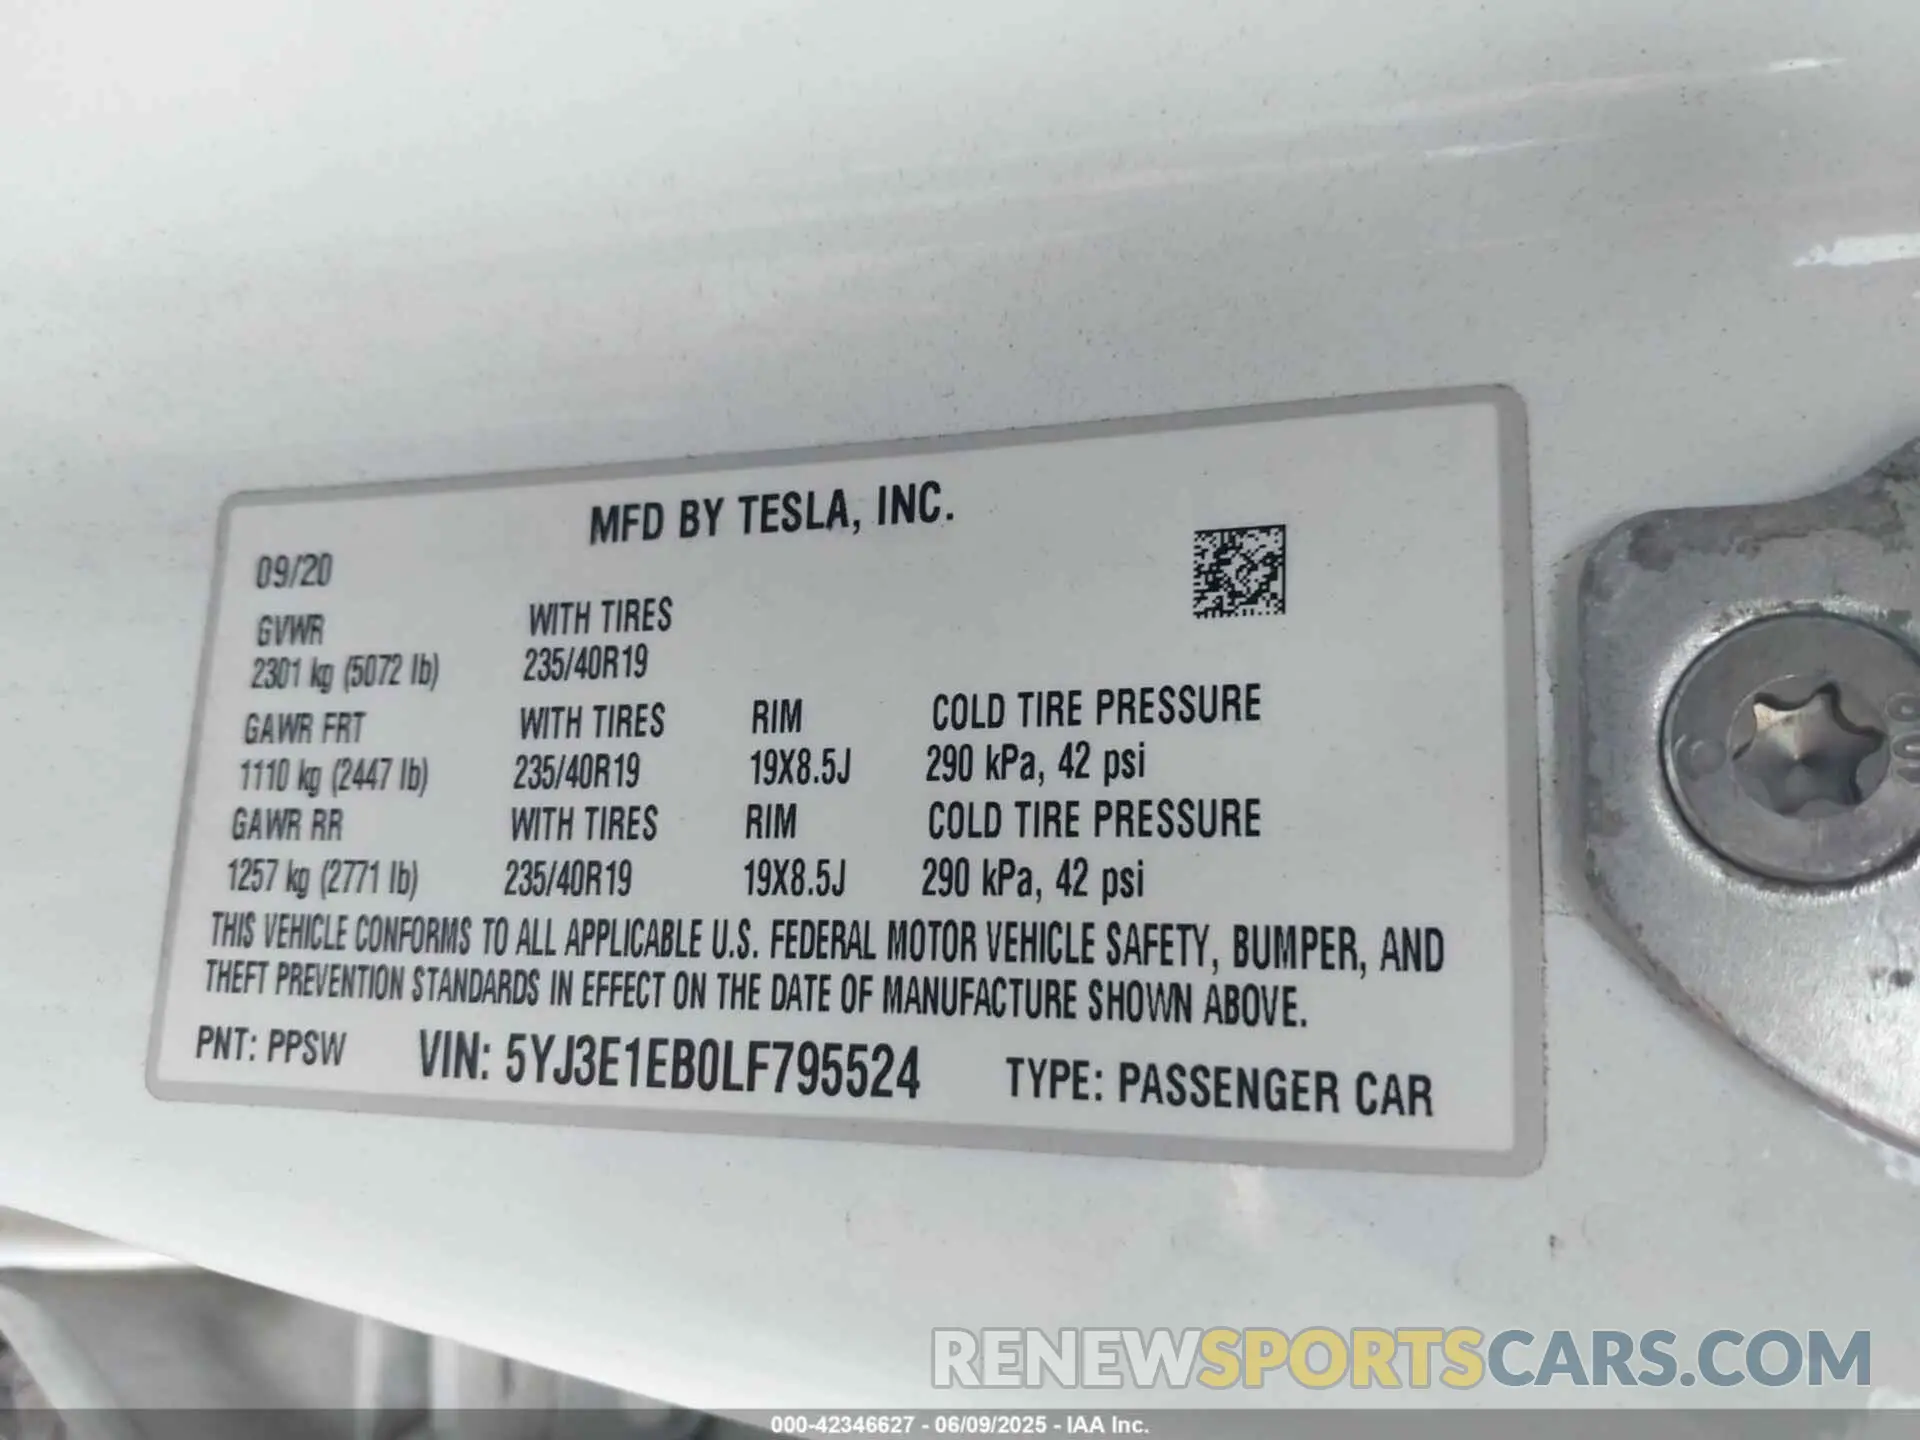 MFD BY TESLA, INC.
09/20
GVWR WITH TIRES
2301 kg (5072 lb) 235/40R19
GAWR FRT WITH TIRES RIM COLD TIRE PRESSURE
1110 kg (2447 lb) 235/40R19 19X8.5J 290 kPa, 42 psi
GAWR RR WITH TIRES RIM COLD TIRE PRESSURE
1257 kg (2771 lb) 235/40R19 19X8.5J 290 kPa, 42 psi
THIS VEHICLE CONFORMS TO ALL APPLICABLE U.S. FEDERAL MOTOR VEHICLE SAFETY, BUMPER, AND
THEFT PREVENTION STANDARDS IN EFFECT ON THE DATE OF MANUFACTURE SHOWN ABOVE.
PNT: PPSW VIN: 5YJ3E1EB0LF795524 TYPE: PASSENGER CAR
RENEWSPORTSCARS.COM
000-42346627 - 06/09/2025 - IAA Inc.